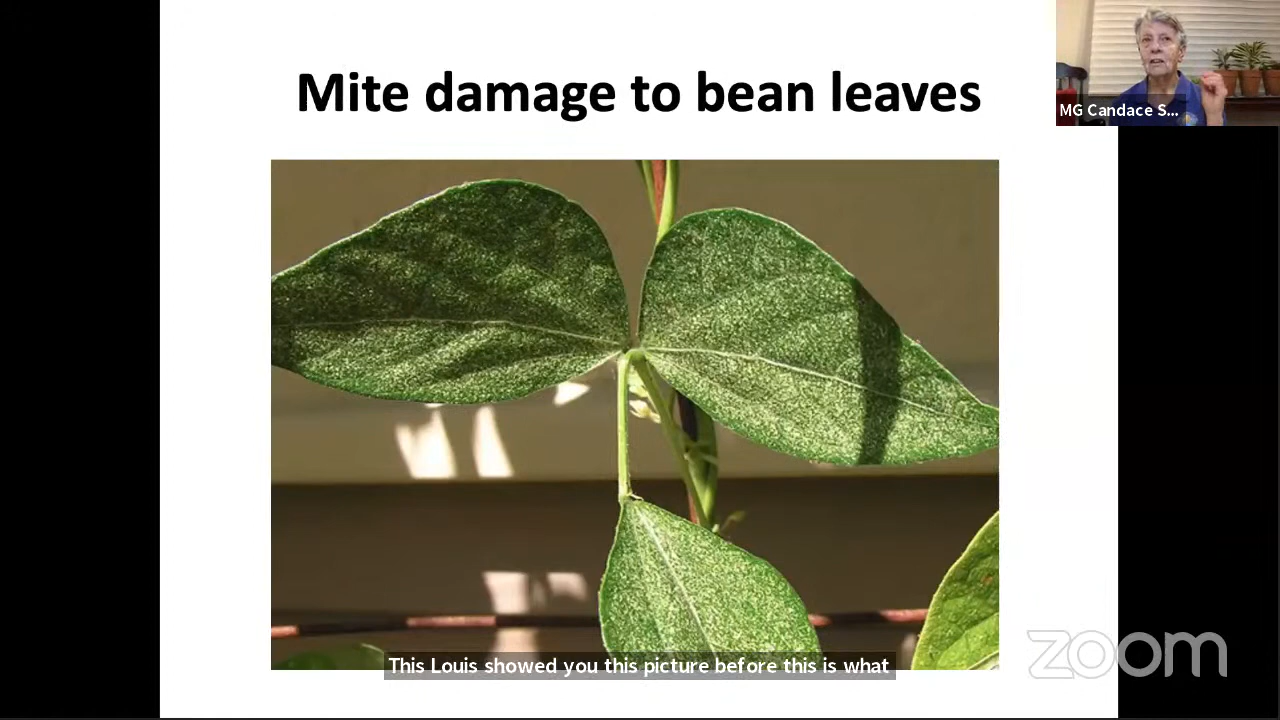 Mite damage to bean leaves
MG Candace S...
This Louis showed you this picture before this is what
zoom